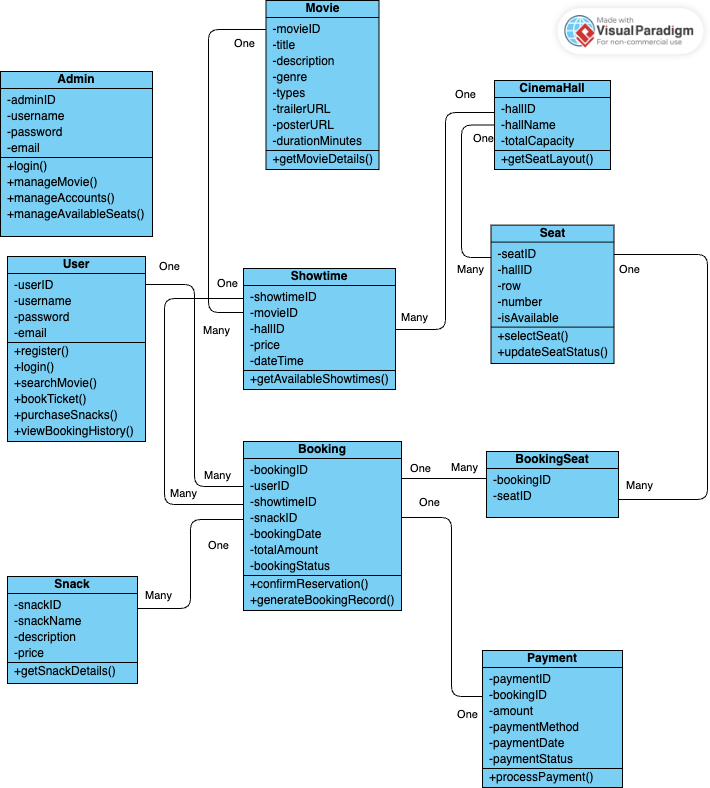 Movie
-movieID
-title
-description
-genre
-types
-trailerURL
-posterURL
-durationMinutes
+getMovieDetails()
One
Made with
VisualParadigm
For non-commercial use
Admin
-adminID
-username
-password
-email
+login()
+manageMovie()
+manageAccounts()
+manageAvailableSeats()
CinemaHall
-hallID
-hallName
-totalCapacity
+getSeatLayout()
One
One
Seat
-seatID
-hallID
-row
-number
-isAvailable
+selectSeat()
+updateSeatStatus()
Many
One
User
-userID
-username
-password
-email
+register()
+login()
+searchMovie()
+bookTicket()
+purchaseSnacks()
+viewBookingHistory()
One
Showtime
-showtimeID
-movieID
-hallID
-price
-dateTime
+getAvailableShowtimes()
One
Many
Many
Booking
-bookingID
-userID
-showtimeID
-snackID
-bookingDate
-totalAmount
-bookingStatus
+confirmReservation()
+generateBookingRecord()
Many
Many
One
One
One
Many
BookingSeat
-bookingID
-seatID
Many
Snack
-snackID
-snackName
-description
-price
+getSnackDetails()
Many
Payment
-paymentID
-bookingID
-amount
-paymentMethod
-paymentDate
-paymentStatus
+processPayment()
One